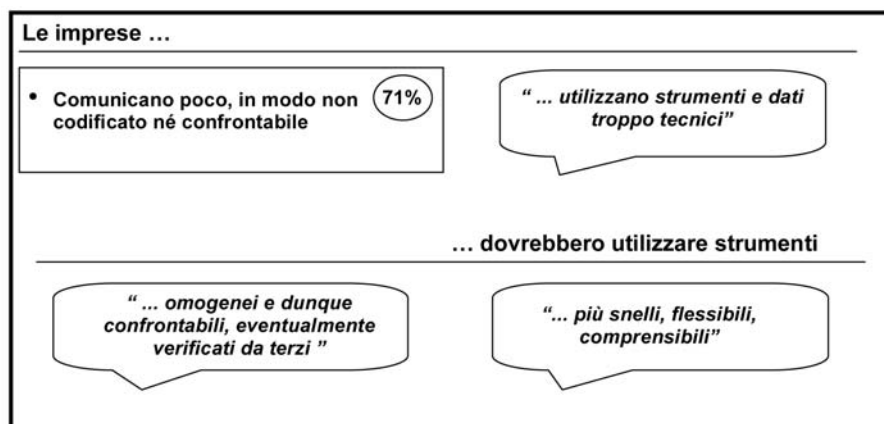 Le imprese …
• Comunicano poco, in modo non
codificato né confrontabile
71%
“ ... utilizzano strumenti e dati
troppo tecnici”
… dovrebbero utilizzare strumenti
“ ... omogenei e dunque
confrontabili, eventualmente
verificati da terzi ”
“... più snelli, flessibili,
comprensibili”